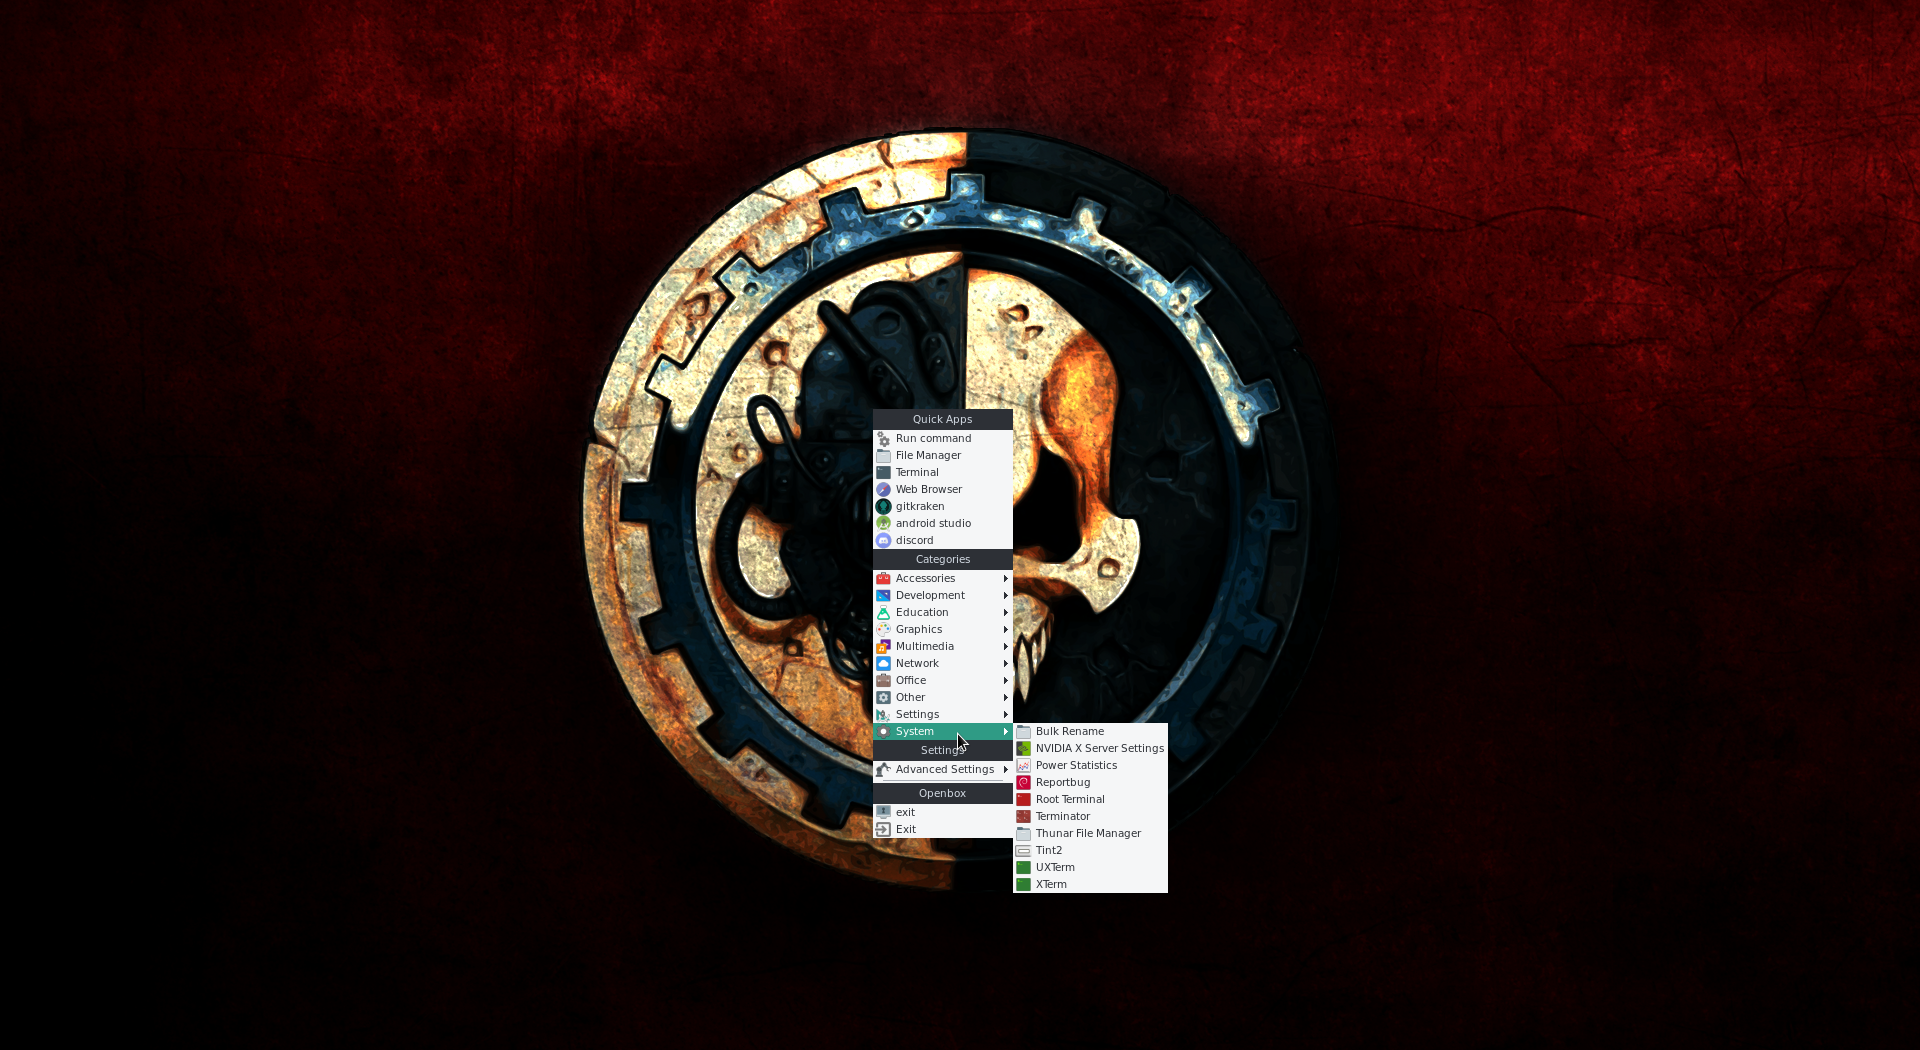 Quick Apps
Run command
File Manager
Terminal
Web Browser
gitkraken
android studio
discord
Categories
Accessories
Development
Education
Graphics
Multimedia
Network
Office
Other
Settings
System
Settings
Advanced Settings
Openbox
exit
Exit
Bulk Rename
NVIDIA X Server Settings
Power Statistics
Reportbug
Root Terminal
Terminator
Thunar File Manager
Tint2
UXTerm
XTerm